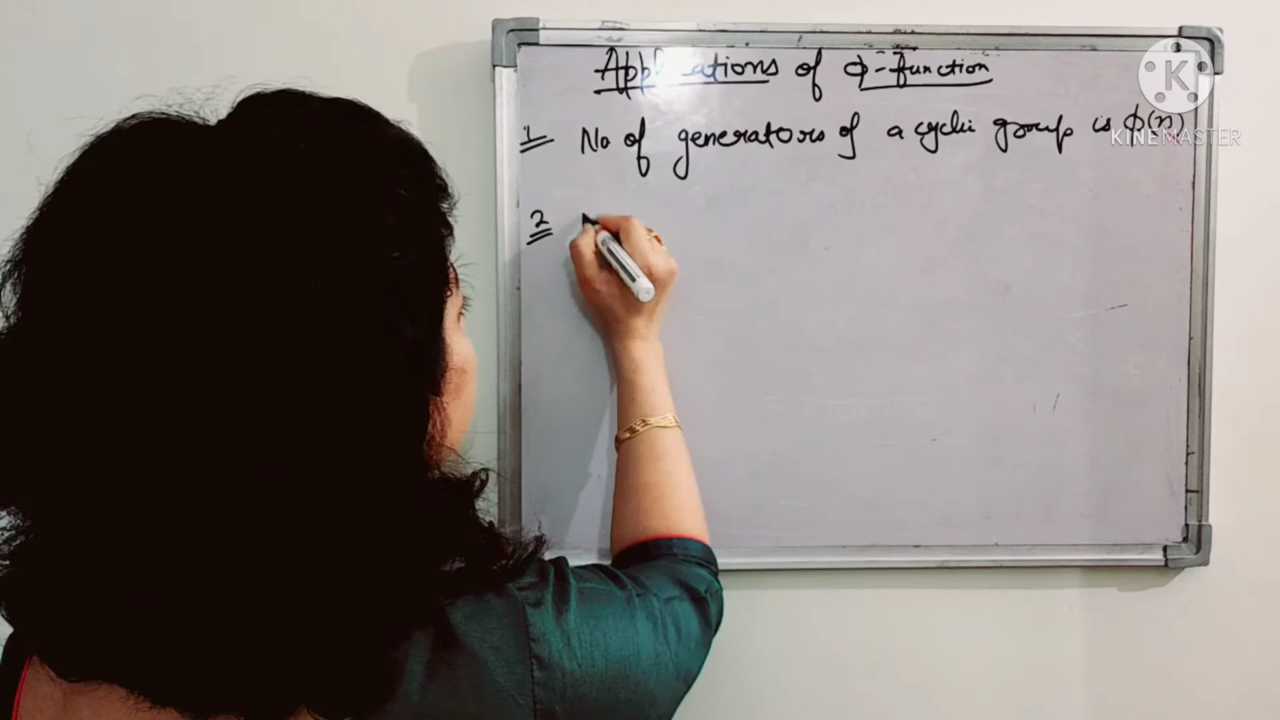 Applications of ϕ-function
1 No of generators of a cyclic group is ϕ(n)
2
K
KINEMASTER